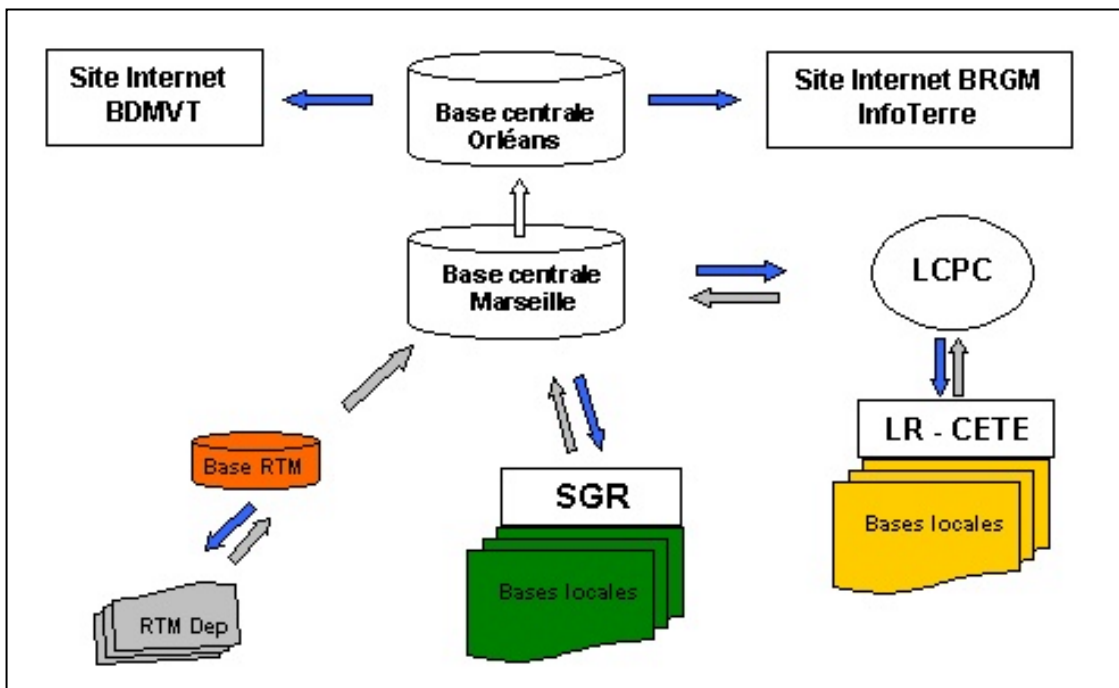 Site Internet
BDMVT
Base centrale
Orléans
Site Internet BRGM
InfoTerre
Base centrale
Marseille
LCPC
Base RTM
LR - CETE
SGR
Bases locales
Bases locales
RTM Dep